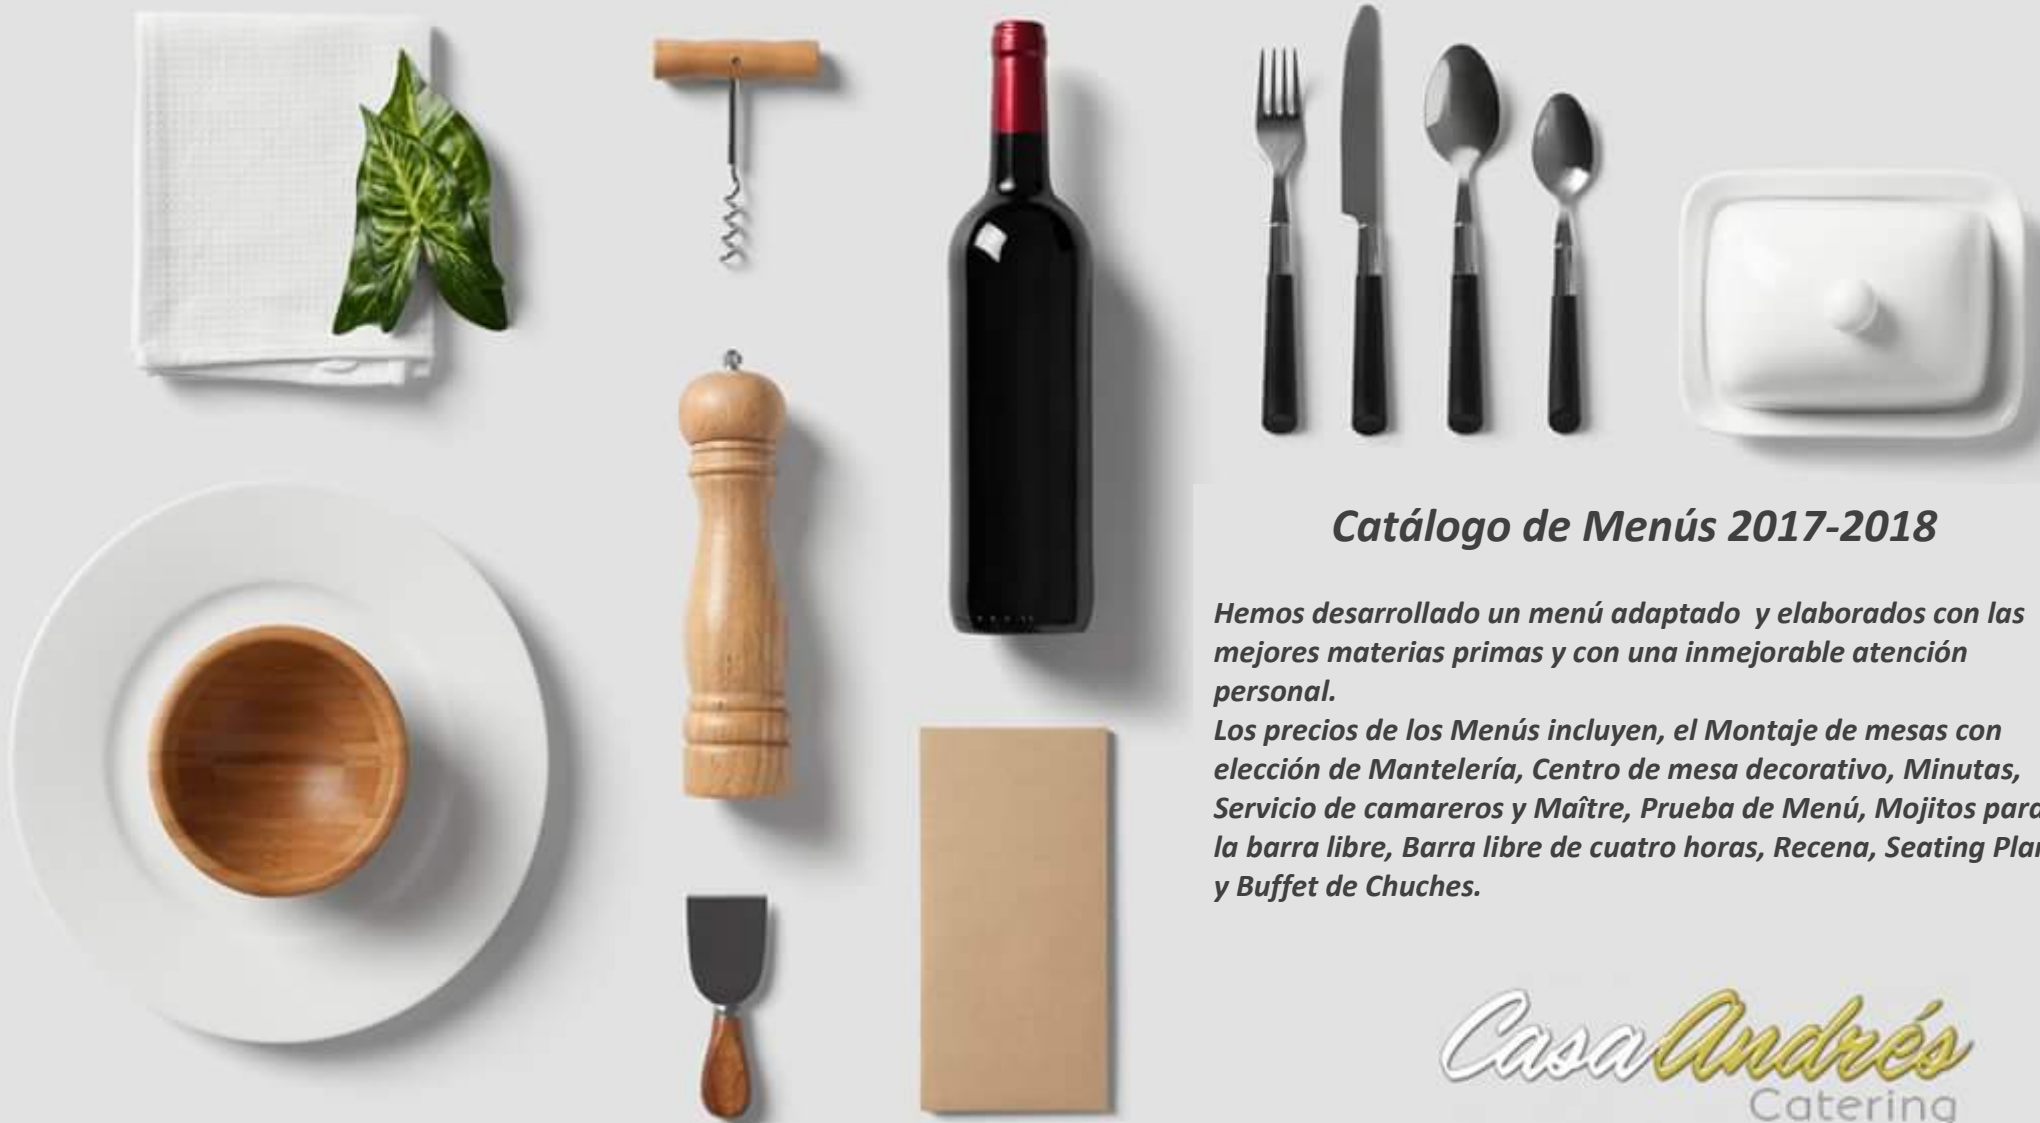 Catálogo de Menús 2017-2018
Hemos desarrollado un menú adaptado y elaborados con las
mejores materias primas y con una inmejorable atención
personal.
Los precios de los Menús incluyen, el Montaje de mesas con
elección de Mantelería, Centro de mesa decorativo, Minutas,
Servicio de camareros y Maître, Prueba de Menú, Mojitos para
la barra libre, Barra libre de cuatro horas, Recena, Seating Plan
y Buffet de Chuches.
Casa Andrés
Catering